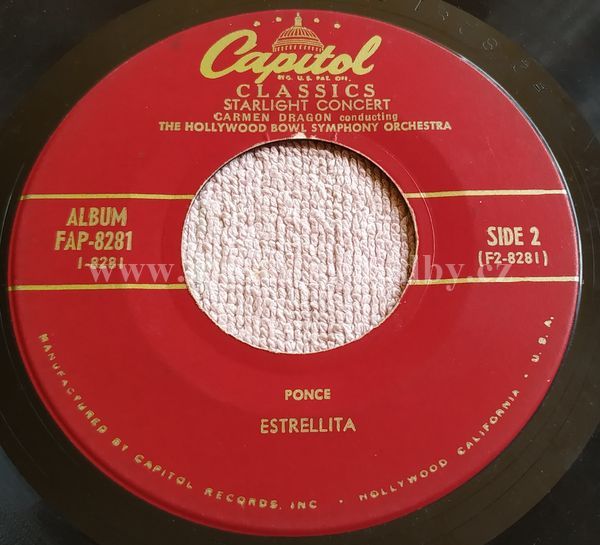 Capitol
REG. U.S. PAT. OFF.
CLASSICS
STARLIGHT CONCERT
CARMEN DRAGON conducting
THE HOLLYWOOD BOWL SYMPHONY ORCHESTRA
ALBUM
FAP-8281
1-8281
SIDE 2
(F2-8281)
PONCE
ESTRELLITA
MANUFACTURED BY CAPITOL RECORDS, INC • HOLLYWOOD CALIFORNIA • U.S.A.